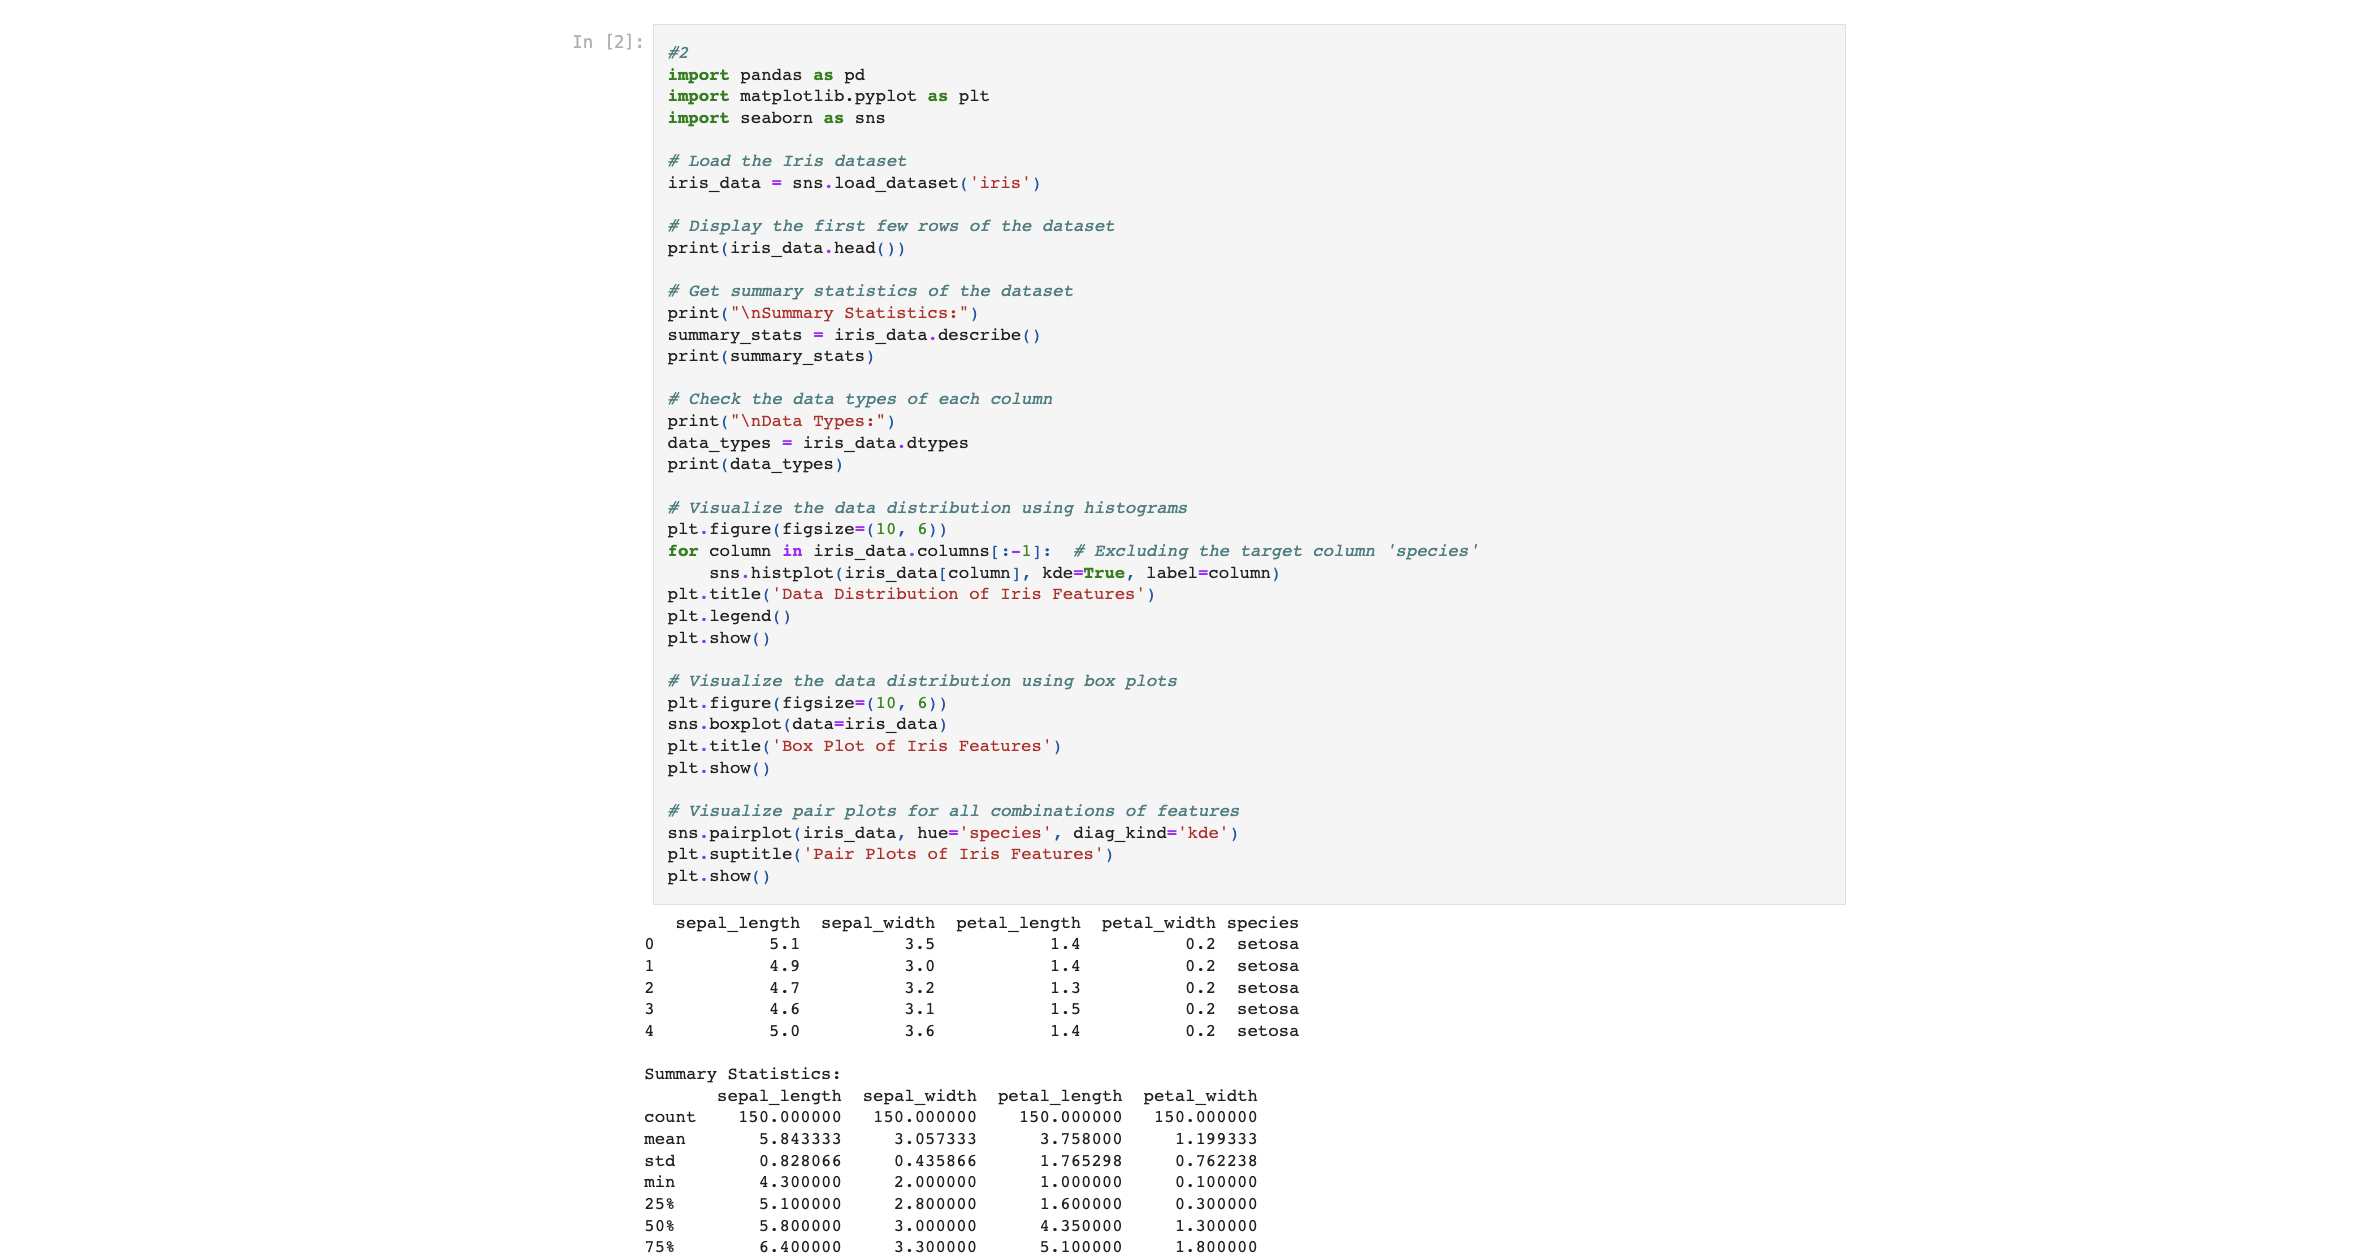 In [2]:
#2
import pandas as pd
import matplotlib.pyplot as plt
import seaborn as sns
# Load the Iris dataset
iris_data = sns.load_dataset('iris')
# Display the first few rows of the dataset
print(iris_data.head())
# Get summary statistics of the dataset
print("\nSummary Statistics:")
summary_stats = iris_data.describe()
print(summary_stats)
# Check the data types of each column
print("\nData Types:")
data_types = iris_data.dtypes
print(data_types)
# Visualize the data distribution using histograms
plt.figure(figsize=(10, 6))
for column in iris_data.columns[:-1]:  # Excluding the target column 'species'
    sns.histplot(iris_data[column], kde=True, label=column)
plt.title('Data Distribution of Iris Features')
plt.legend()
plt.show()
# Visualize the data distribution using box plots
plt.figure(figsize=(10, 6))
sns.boxplot(data=iris_data)
plt.title('Box Plot of Iris Features')
plt.show()
# Visualize pair plots for all combinations of features
sns.pairplot(iris_data, hue='species', diag_kind='kde')
plt.suptitle('Pair Plots of Iris Features')
plt.show()
   sepal_length  sepal_width  petal_length  petal_width species
0           5.1          3.5           1.4          0.2  setosa
1           4.9          3.0           1.4          0.2  setosa
2           4.7          3.2           1.3          0.2  setosa
3           4.6          3.1           1.5          0.2  setosa
4           5.0          3.6           1.4          0.2  setosa
Summary Statistics:
       sepal_length  sepal_width  petal_length  petal_width
count    150.000000   150.000000    150.000000   150.000000
mean       5.843333     3.057333      3.758000     1.199333
std        0.828066     0.435866      1.765298     0.762238
min        4.300000     2.000000      1.000000     0.100000
25%        5.100000     2.800000      1.600000     0.300000
50%        5.800000     3.000000      4.350000     1.300000
75%        6.400000     3.300000      5.100000     1.800000